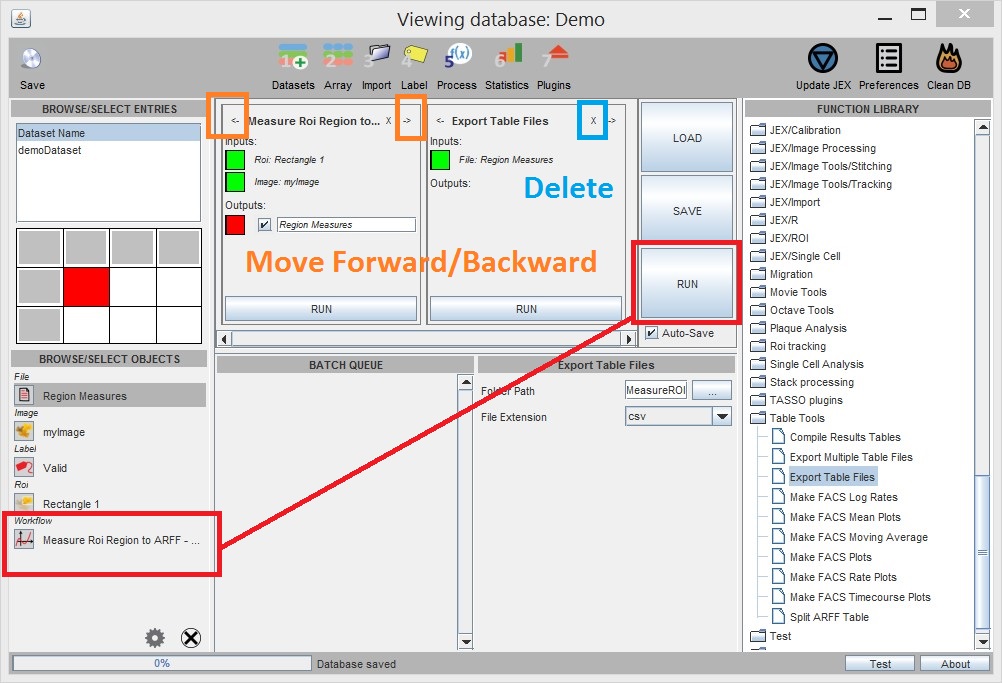 Viewing database: Demo
Save
1 Datasets
2 Array
3 Import
4 Label
5 f(x) Process
6 Statistics
7 Plugins
Update JEX
Preferences
Clean DB
BROWSE/SELECT ENTRIES
Dataset Name
demoDataset
BROWSE/SELECT OBJECTS
File
Region Measures
Image
myImage
Label
Valid
Roi
Rectangle 1
Workflow
Measure Roi Region to ARFF - ...
<- Measure Roi Region to... X ->
Inputs:
Roi: Rectangle 1
Image: myImage
Outputs:
Region Measures
RUN
<- Export Table Files X ->
Inputs:
File: Region Measures
Outputs:
RUN
Delete
Move Forward/Backward
LOAD
SAVE
RUN
Auto-Save
BATCH QUEUE
Export Table Files
Folder Path MeasureROI ...
File Extension csv
FUNCTION LIBRARY
JEX/Calibration
JEX/Image Processing
JEX/Image Tools/Stitching
JEX/Image Tools/Tracking
JEX/Import
JEX/R
JEX/ROI
JEX/Single Cell
Migration
Movie Tools
Octave Tools
Plaque Analysis
Roi tracking
Single Cell Analysis
Stack processing
TASSO plugins
Table Tools
Compile Results Tables
Export Multiple Table Files
Export Table Files
Make FACS Log Rates
Make FACS Mean Plots
Make FACS Moving Average
Make FACS Plots
Make FACS Rate Plots
Make FACS Timecourse Plots
Split ARFF Table
Test
0%
Database saved
Test
About